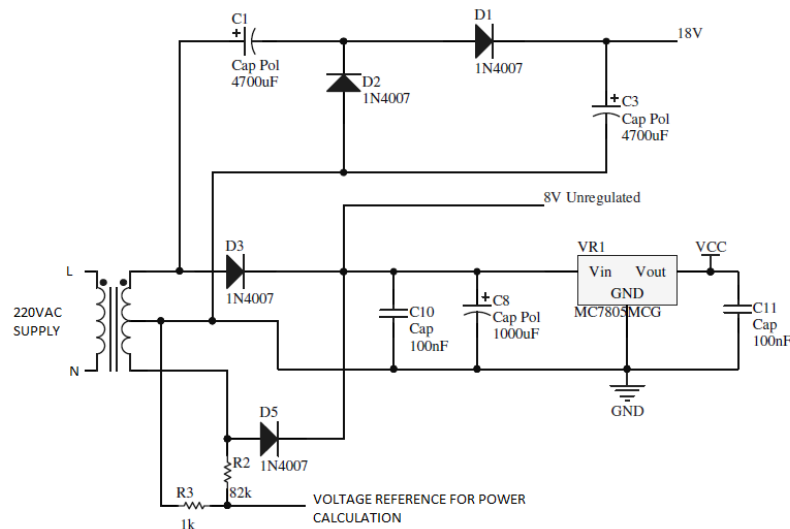 C1
+
Cap Pol
4700uF
D1
1N4007
18V
D2
1N4007
+
C3
Cap Pol
4700uF
8V Unregulated
L
220VAC
SUPPLY
N
D3
1N4007
C10
Cap
100nF
+
C8
Cap Pol
1000uF
VR1
Vin Vout
GND
MC7805MCG
VCC
C11
Cap
100nF
GND
D5
1N4007
R2
82k
R3
1k
VOLTAGE REFERENCE FOR POWER
CALCULATION